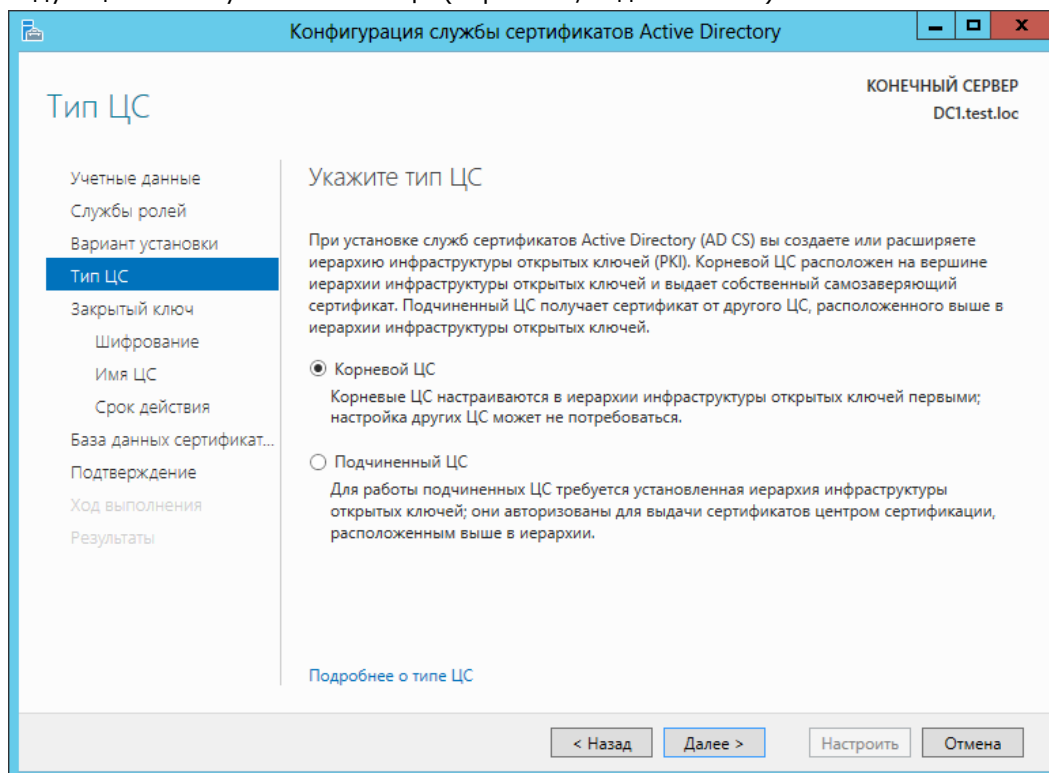 Конфигурация службы сертификатов Active Directory
Тип ЦС
КОНЕЧНЫЙ СЕРВЕР
DC1.test.loc
Учетные данные
Службы ролей
Вариант установки
Тип ЦС
Закрытый ключ
Шифрование
Имя ЦС
Срок действия
База данных сертификат...
Подтверждение
Ход выполнения
Результаты
Укажите тип ЦС
При установке служб сертификатов Active Directory (AD CS) вы создаете или расширяете
иерархию инфраструктуры открытых ключей (PKI). Корневой ЦС расположен на вершине
иерархии инфраструктуры открытых ключей и выдает собственный самозаверяющий
сертификат. Подчиненный ЦС получает сертификат от другого ЦС, расположенного выше в
иерархии инфраструктуры открытых ключей.
Корневой ЦС
Корневые ЦС настраиваются в иерархии инфраструктуры открытых ключей первыми;
настройка других ЦС может не потребоваться.
Подчиненный ЦС
Для работы подчиненных ЦС требуется установленная иерархия инфраструктуры
открытых ключей; они авторизованы для выдачи сертификатов центром сертификации,
расположенным выше в иерархии.
Подробнее о типе ЦС
< Назад
Далее >
Настроить
Отмена